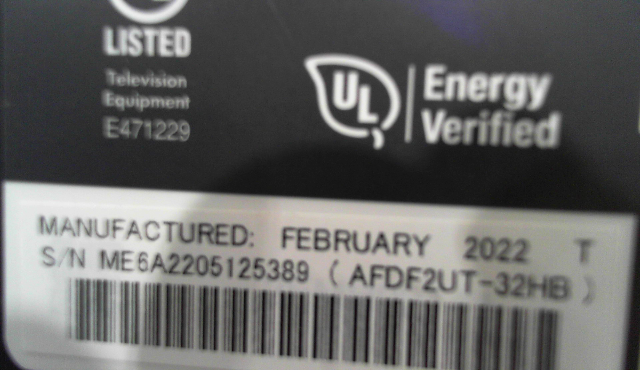 LISTED
Television
Equipment
E471229
UL
Energy
Verified
MANUFACTURED: FEBRUARY 2022 T
S/N ME6A2205125389 ( AFDF2UT-32HB )